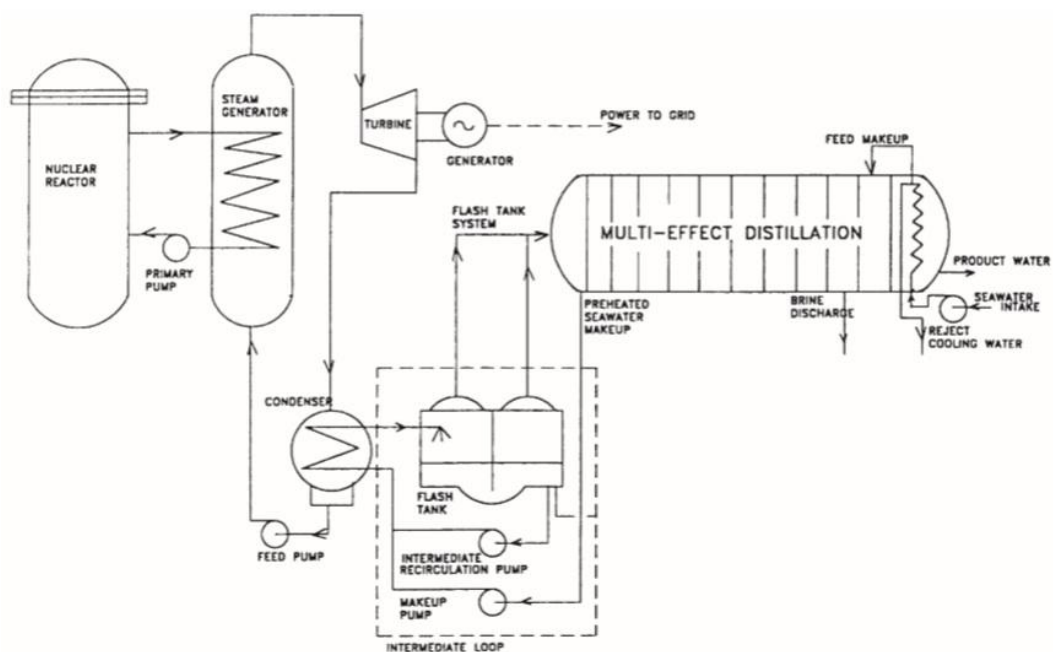 NUCLEAR
REACTOR
PRIMARY
PUMP
STEAM
GENERATOR
TURBINE
GENERATOR
POWER TO GRID
FEED MAKEUP
FLASH TANK
SYSTEM
MULTI-EFFECT DISTILLATION
PRODUCT WATER
SEAWATER
INTAKE
PREHEATED
SEAWATER
MAKEUP
BRINE
DISCHARGE
REJECT
COOLING WATER
CONDENSER
FLASH
TANK
FEED PUMP
INTERMEDIATE
RECIRCULATION PUMP
MAKEUP
PUMP
INTERMEDIATE LOOP